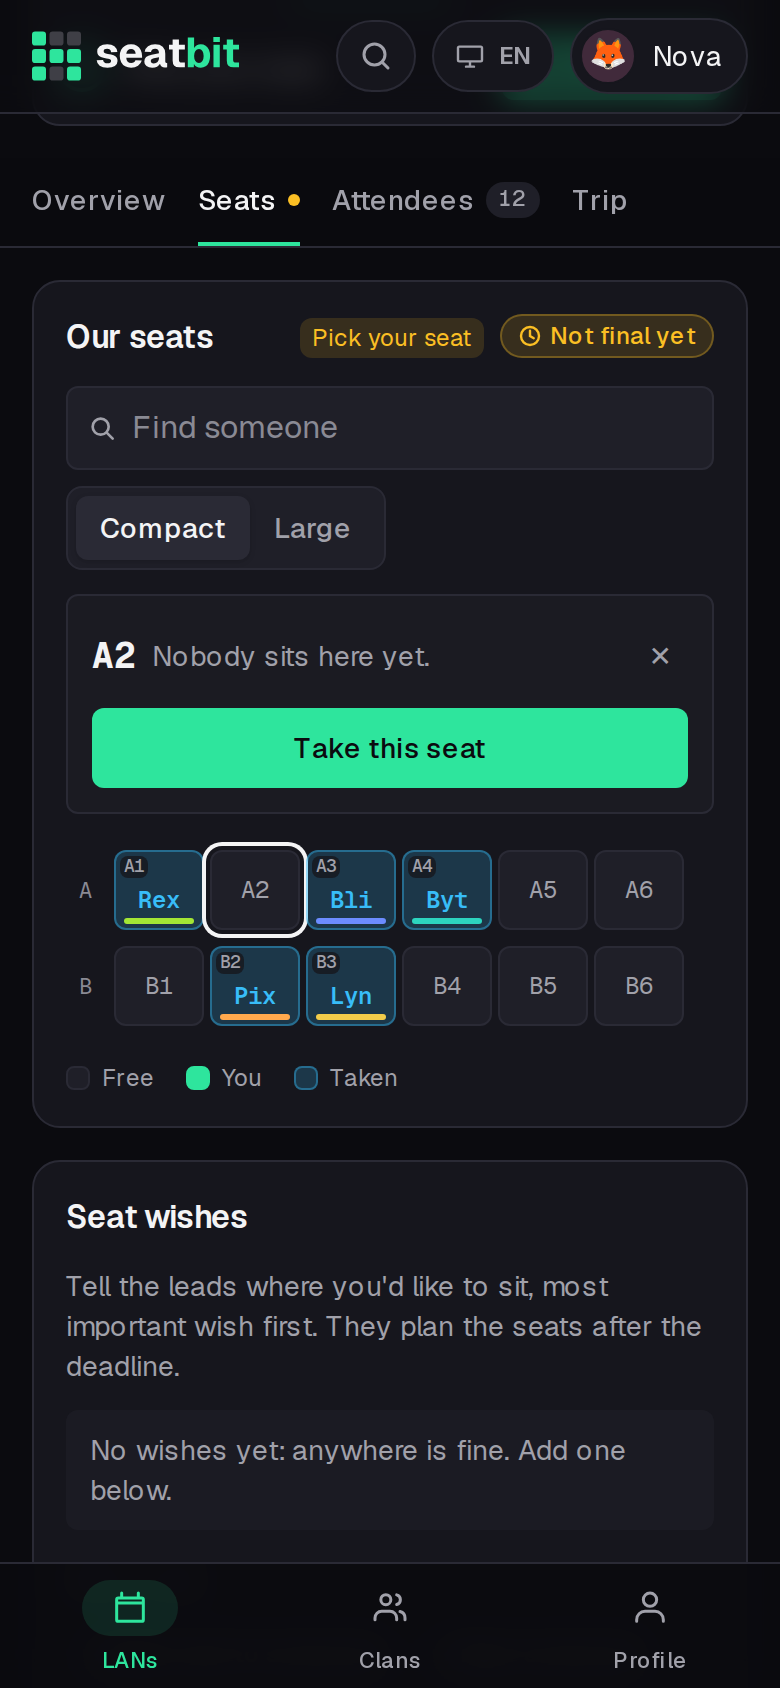 seatbit
EN
Nova
Overview Seats Attendees 12 Trip
Our seats
Pick your seat
Not final yet
Find someone
Compact Large
A2 Nobody sits here yet.
Take this seat
A A1 Rex A2 A3 Bli A4 Byt A5 A6
B B1 B2 Pix B3 Lyn B4 B5 B6
Free You Taken
Seat wishes
Tell the leads where you'd like to sit, most
important wish first. They plan the seats after the
deadline.
No wishes yet: anywhere is fine. Add one
below.
LANs Clans Profile